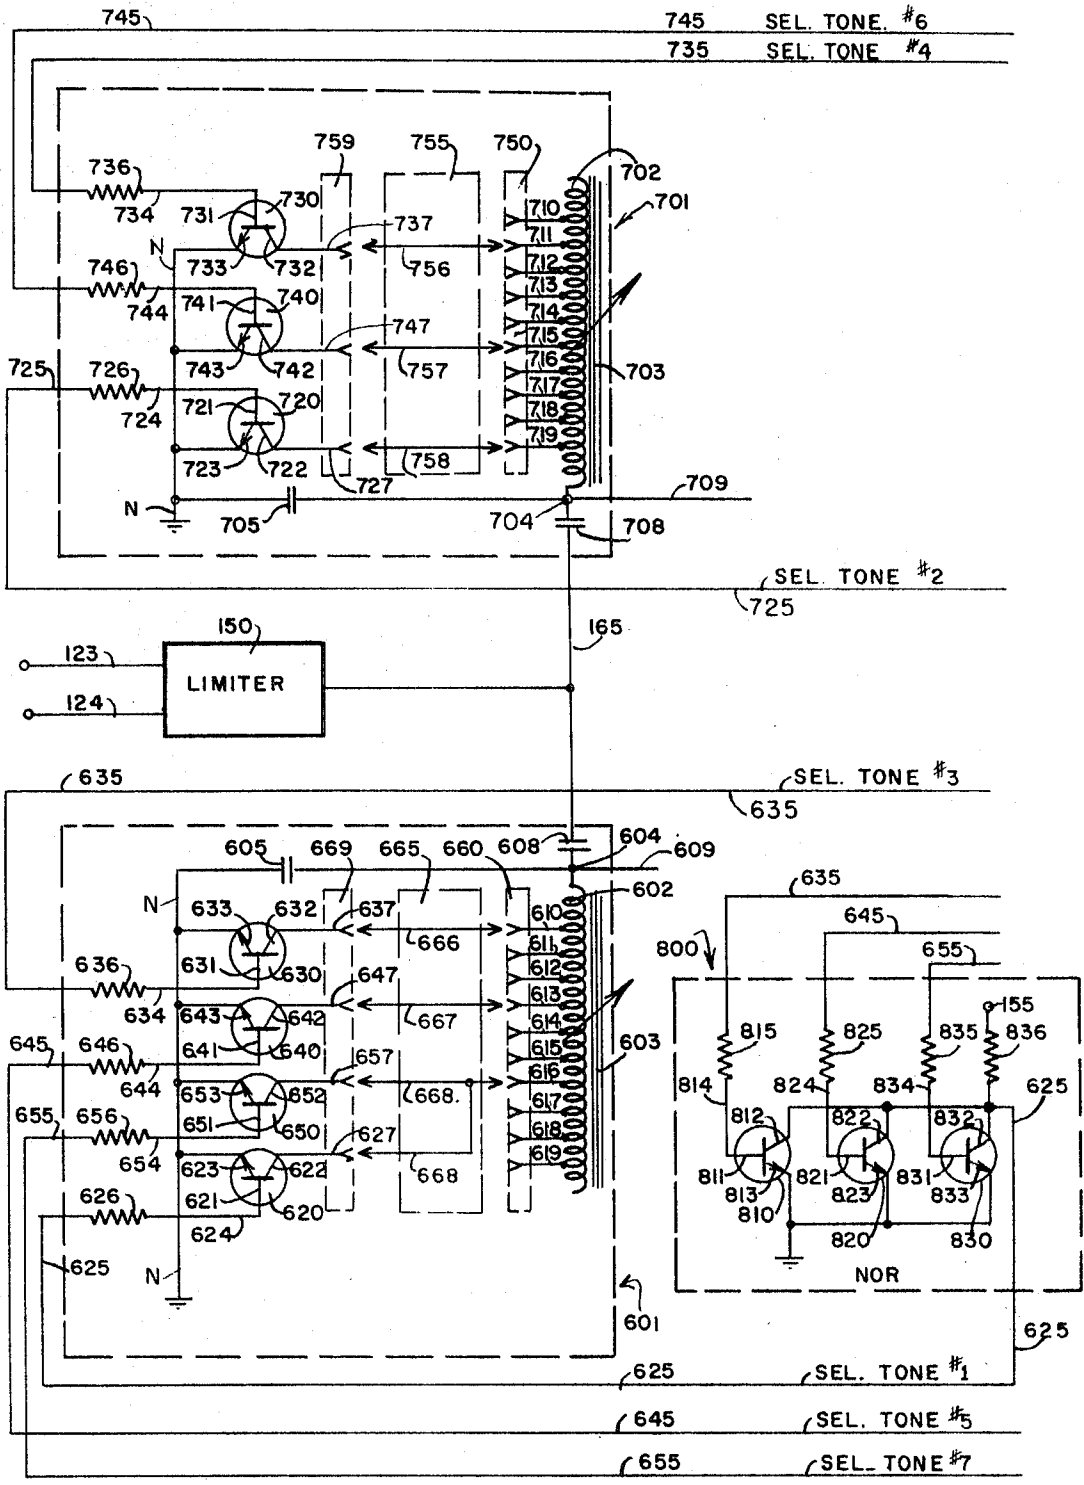 745 745 SEL. TONE. #6
735 SEL. TONE #4
759 755 750
736 702
730 710 701
734 731 737 711
N 733 732 756 712
746 713
744 741 740 747 714
715
743 742 757 716
725 726 703
717
724 721 720 718
719
723 722 758
727 709
N 705 704 708
SEL. TONE #2
725
150 165
123
LIMITER
124
635 SEL. TONE #3
635
608 604
605 669 665 660 609
602 635
N 633 632 637 610
645
666 611
800 655
636 631 630 647 612
634 613 155
643 642 667 614 815 825 835 836
645 646 641 640 657 615 603
644 616 814 824 834 625
653 652 668.
655 656 617 812 822 832
651 650 627 618
654
619 811 821 831
623 622 668 813 823 833
626 621 620 810
624 820 830
625 N NOR
601
625
625 SEL. TONE #1
645 SEL. TONE #5
655 SEL_ TONE #7